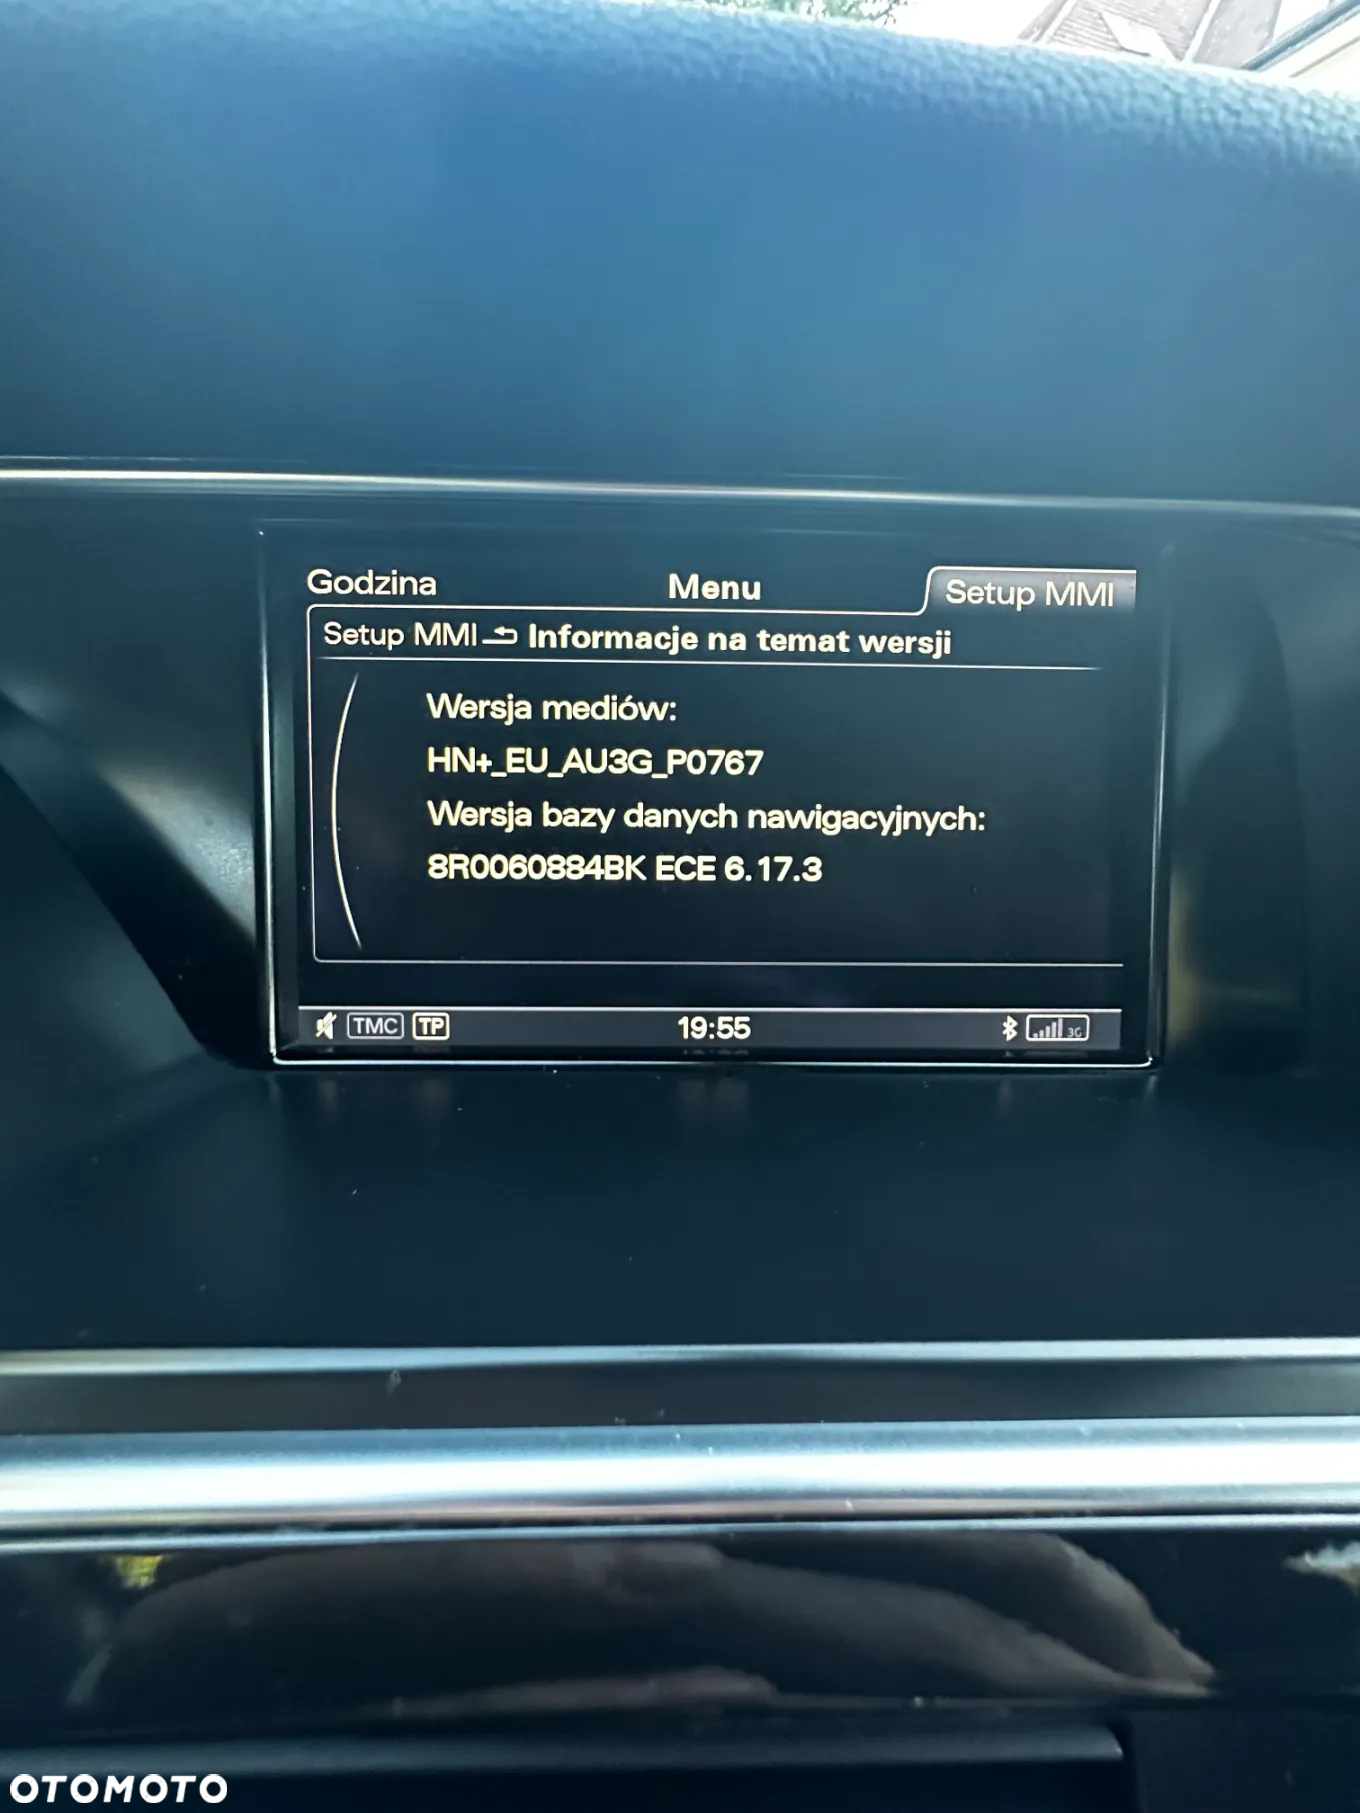 Godzina Menu Setup MMI
Setup MMI Informacje na temat wersji
Wersja mediów:
HN+_EU_AU3G_P0767
Wersja bazy danych nawigacyjnych:
8R0060884BK ECE 6.17.3
TMC TP 19:55 3G
OTOMOTO